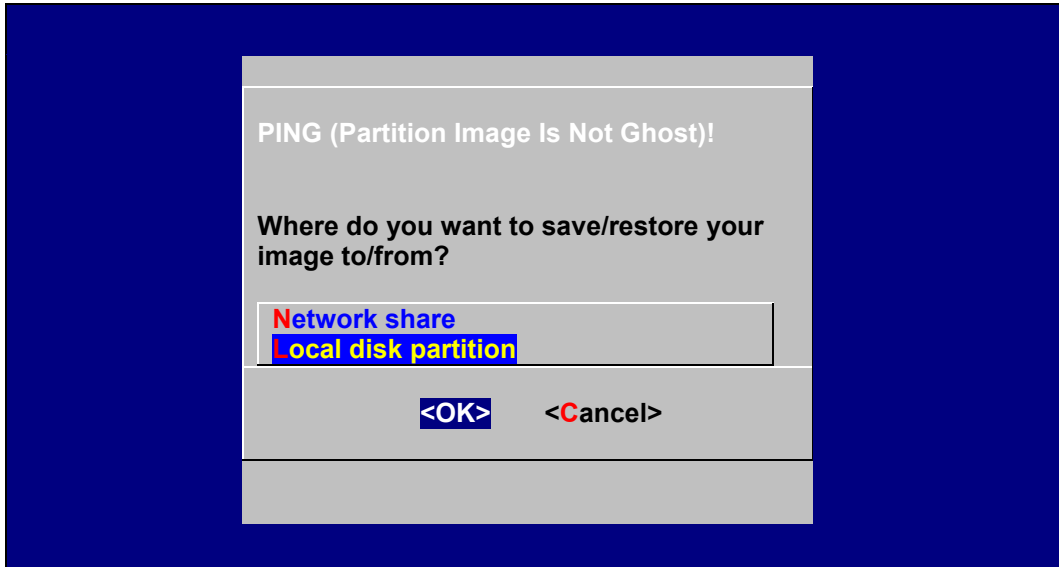 PING (Partition Image Is Not Ghost)!
Where do you want to save/restore your
image to/from?
Network share
Local disk partition
<OK> <Cancel>